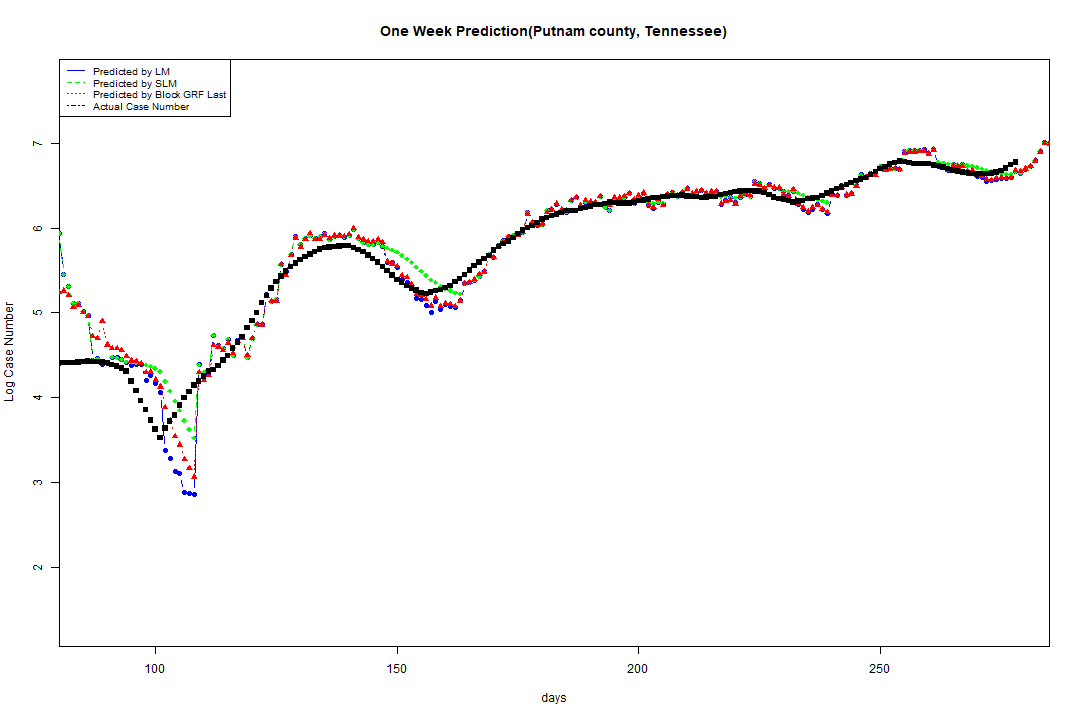 One Week Prediction(Putnam county, Tennessee)
Predicted by LM
Predicted by SLM
Predicted by Block GRF Last
Actual Case Number
7
6
5
4
3
2
Log Case Number
100
150
200
250
days